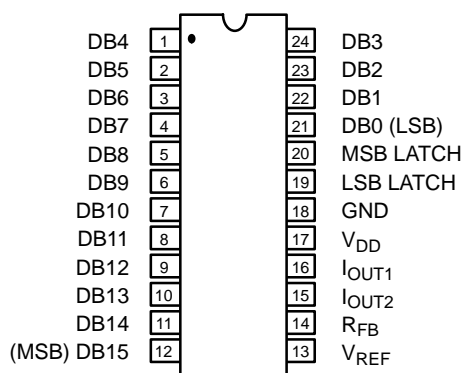 DB4 1 24 DB3
DB5 2 23 DB2
DB6 3 22 DB1
DB7 4 21 DB0 (LSB)
DB8 5 20 MSB LATCH
DB9 6 19 LSB LATCH
DB10 7 18 GND
DB11 8 17 VDD
DB12 9 16 IOUT1
DB13 10 15 IOUT2
DB14 11 14 RFB
(MSB) DB15 12 13 VREF